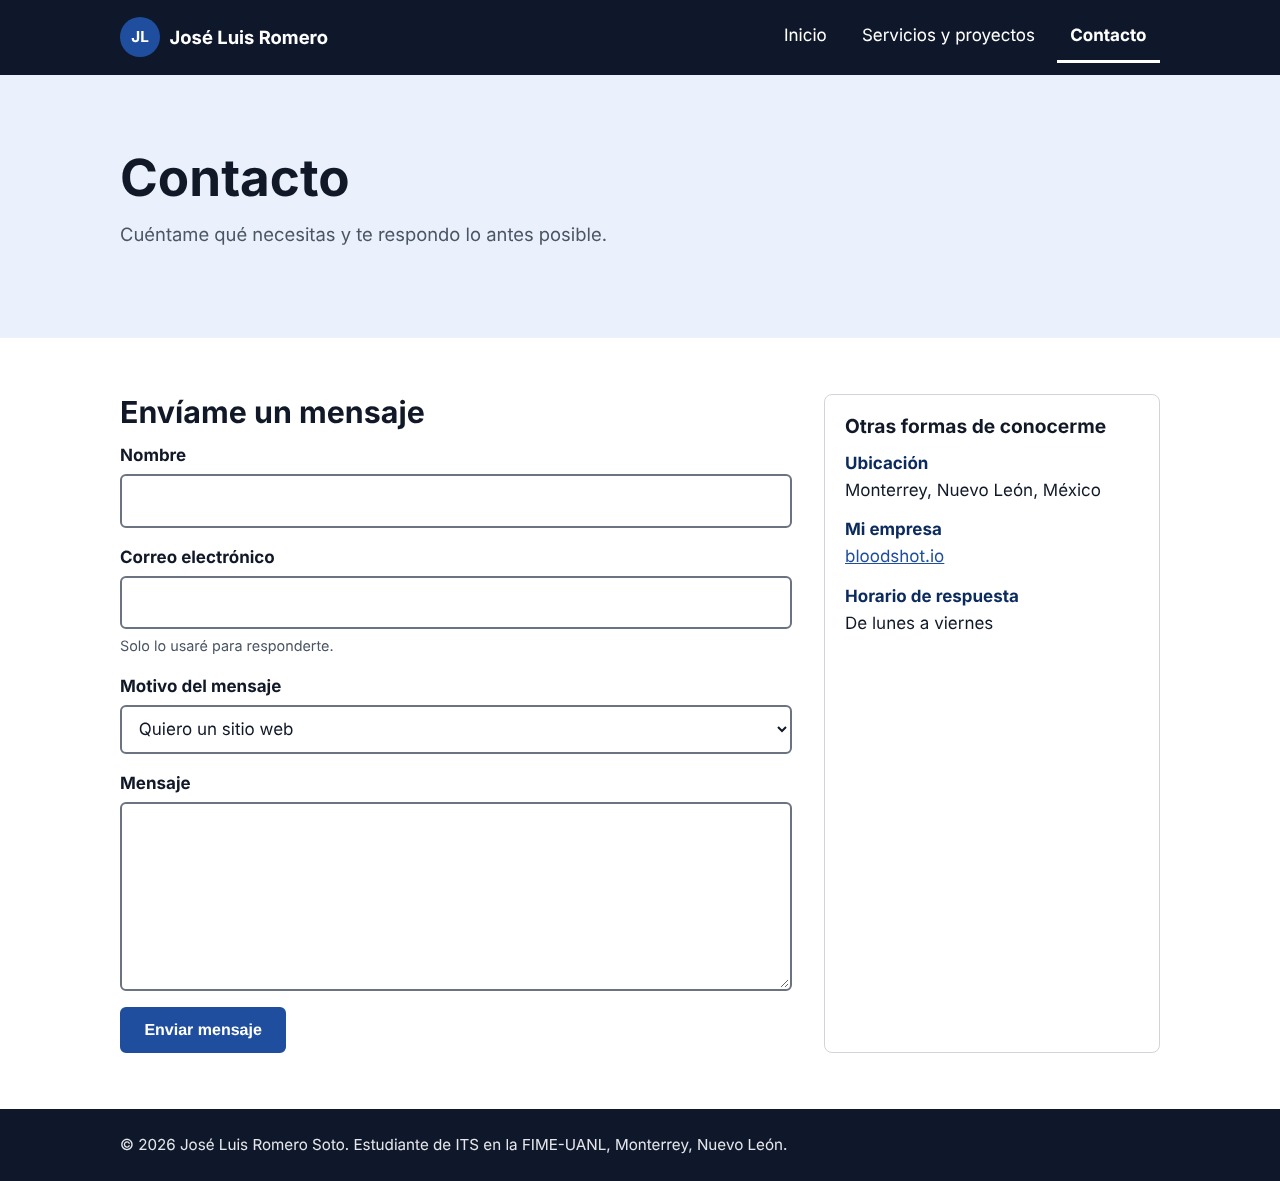 JL José Luis Romero
Inicio Servicios y proyectos Contacto
Contacto
Cuéntame qué necesitas y te respondo lo antes posible.
Envíame un mensaje
Nombre
Correo electrónico
Solo lo usaré para responderte.
Motivo del mensaje
Quiero un sitio web
Mensaje
Enviar mensaje
Otras formas de conocerme
Ubicación
Monterrey, Nuevo León, México
Mi empresa
bloodshot.io
Horario de respuesta
De lunes a viernes
© 2026 José Luis Romero Soto. Estudiante de ITS en la FIME-UANL, Monterrey, Nuevo León.